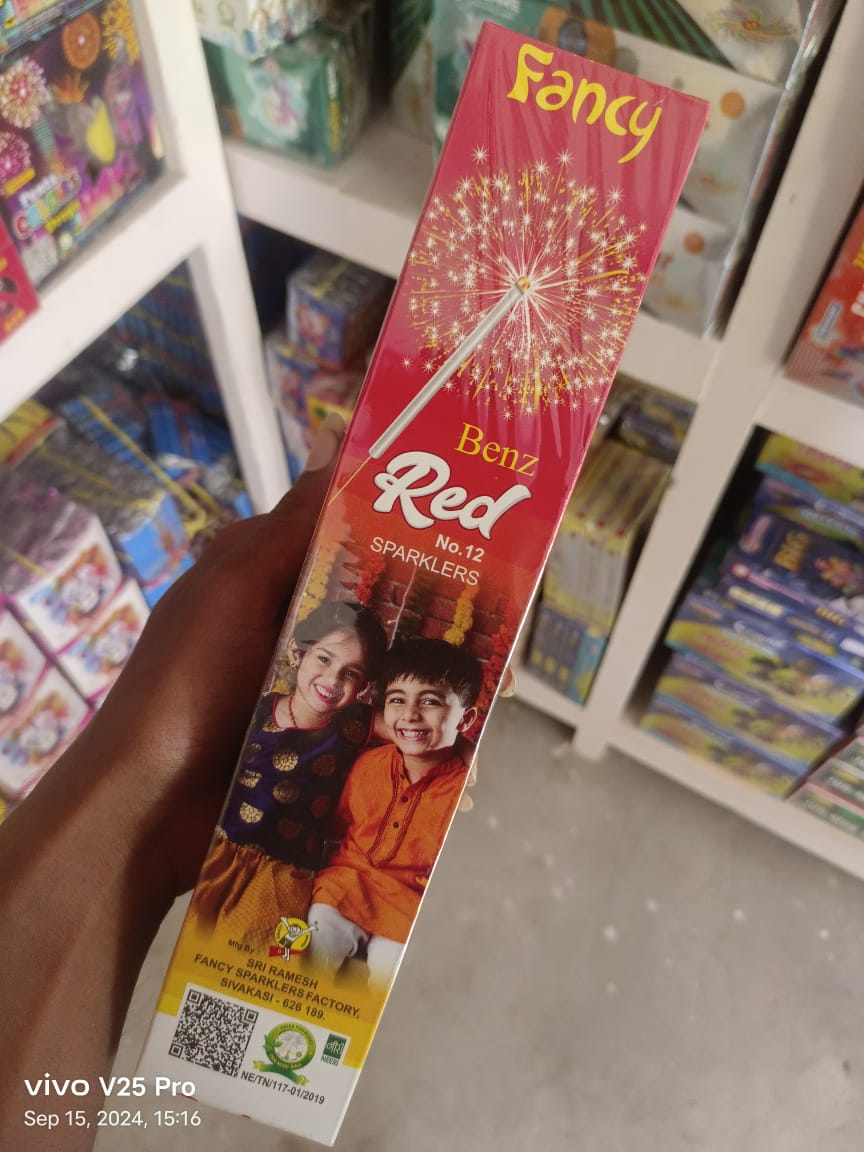 Fancy
Benz
Red
No.12
SPARKLERS
Mfg By :
SRI RAMESH
FANCY SPARKLERS FACTORY,
SIVAKASI - 626 189.
NEERI
NE/TN/117-01/2019
vivo V25 Pro
Sep 15, 2024, 15:16